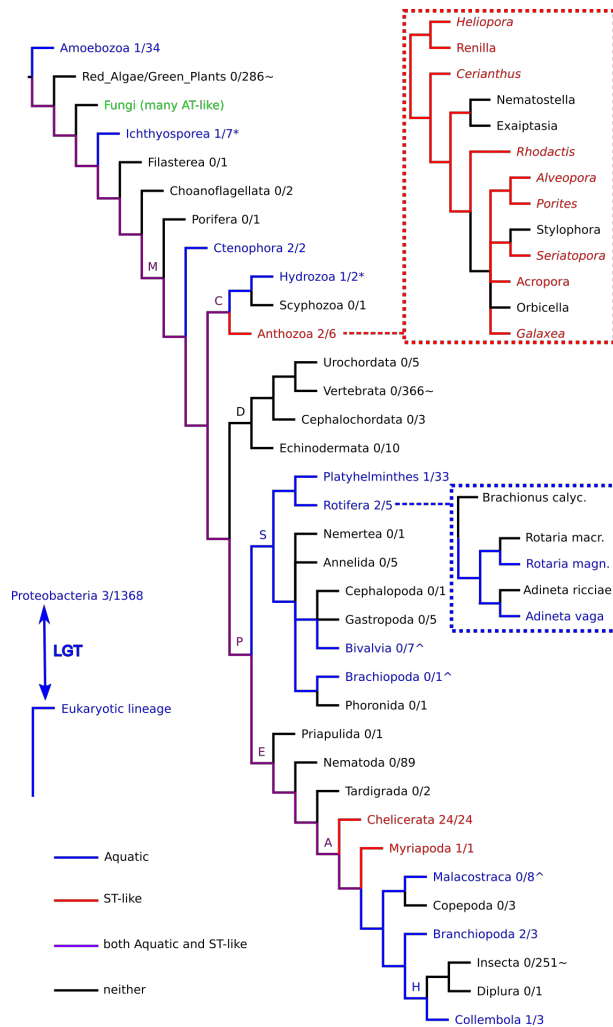 Amoebozoa 1/34
Red_Algae/Green_Plants 0/286~
Fungi (many AT-like)
Ichthyosporea 1/7*
Filasterea 0/1
Choanoflagellata 0/2
Porifera 0/1
M
Ctenophora 2/2
Hydrozoa 1/2*
C
Scyphozoa 0/1
Anthozoa 2/6
Heliopora
Renilla
Cerianthus
Nematostella
Exaiptasia
Rhodactis
Alveopora
Porites
Stylophora
Seriatopora
Acropora
Orbicella
Galaxea
Urochordata 0/5
Vertebrata 0/366~
D
Cephalochordata 0/3
Echinodermata 0/10
Platyhelminthes 1/33
Rotifera 2/5
S
Nemertea 0/1
Annelida 0/5
Cephalopoda 0/1
Gastropoda 0/5
P
Bivalvia 0/7^
Brachiopoda 0/1^
Phoronida 0/1
Brachionus calyc.
Rotaria macr.
Rotaria magn.
Adineta ricciae
Adineta vaga
Proteobacteria 3/1368
LGT
Eukaryotic lineage
Priapulida 0/1
E
Nematoda 0/89
Tardigrada 0/2
Chelicerata 24/24
A
Myriapoda 1/1
Malacostraca 0/8^
Copepoda 0/3
Branchiopoda 2/3
Insecta 0/251~
H
Diplura 0/1
Collembola 1/3
Aquatic
ST-like
both Aquatic and ST-like
neither